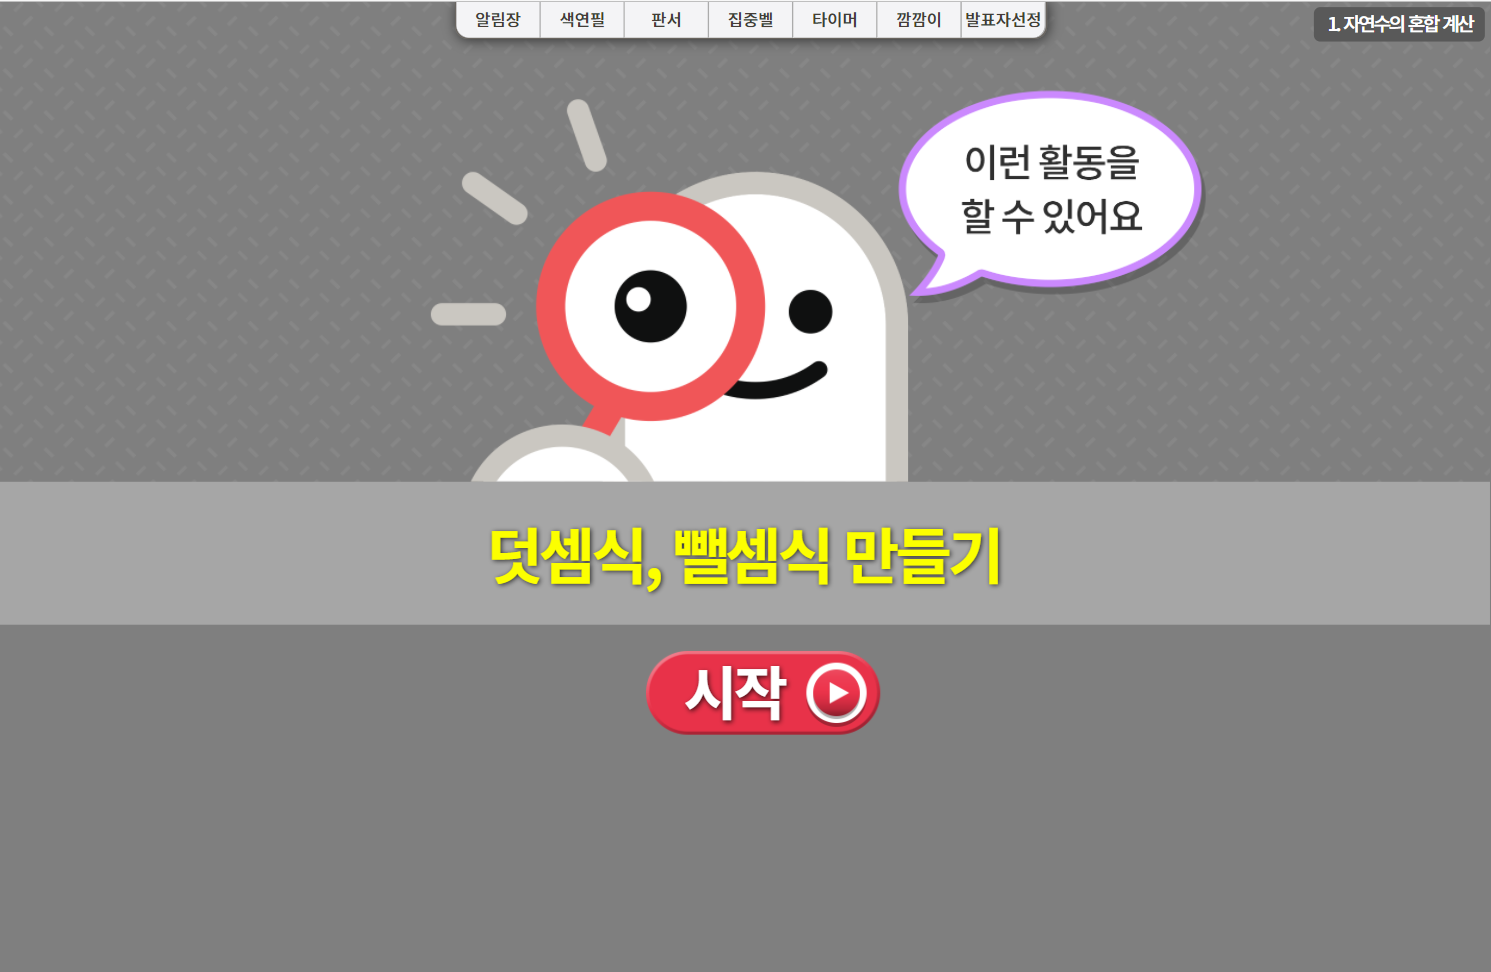 알림장 색연필 판서 집중벨 타이머 깜깜이 발표자선정
1. 자연수의 혼합 계산
이런 활동을
할 수 있어요
덧셈식, 뺄셈식 만들기
시작